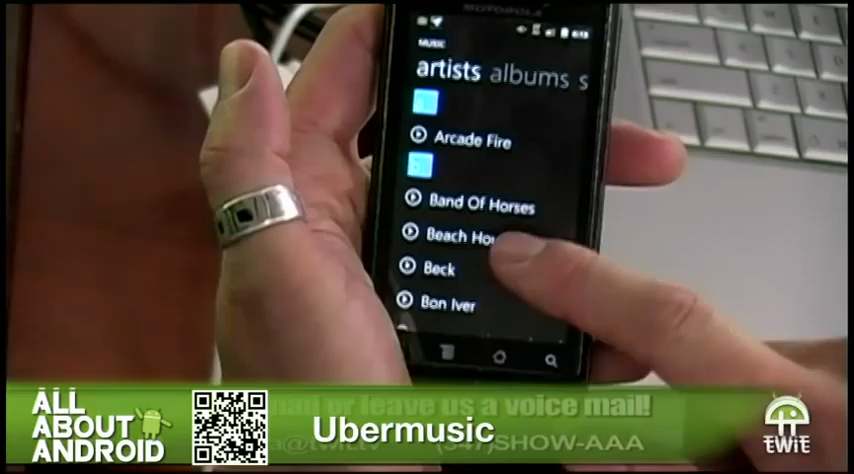 MOTOROLA
MUSIC
artists albums s
Arcade Fire
Band Of Horses
Beach Hou
Beck
Bon Iver
ALL
ABOUT
ANDROID
mail or leave us a voice mail!
Ubermusic
SHOW-AAA
TWiT